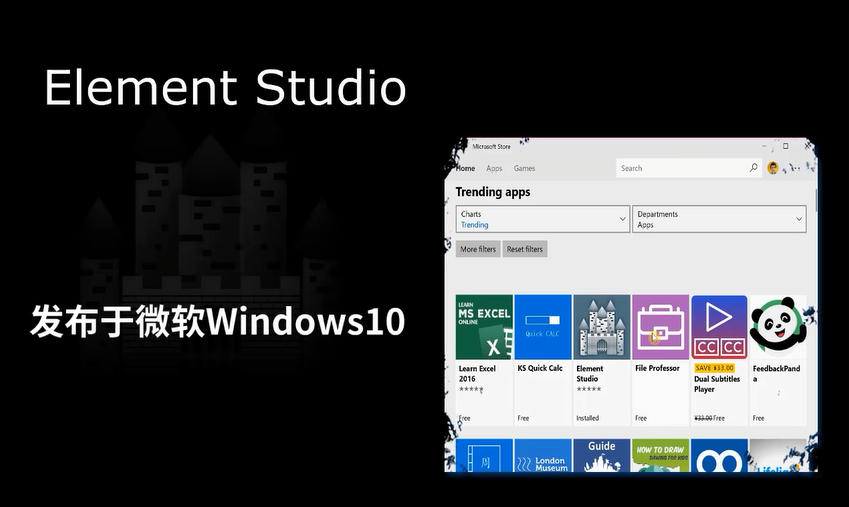 Element Studio
发布于微软Windows10
Microsoft Store
Home Apps Games
Search
Trending apps
Charts
Trending
Departments
Apps
More filters
Reset filters
LEARN
MS EXCEL
ONLINE
Quick CALC
CC CC
Learn Excel
2016
Free
KS Quick Calc
Free
Element
Studio
Installed
File Professor
Free
SAVE ¥33.00
Dual Subtitles
Player
¥33.00 Free
FeedbackPand
a
Free
周
London
Museum
Guide
HOW TO DRAW